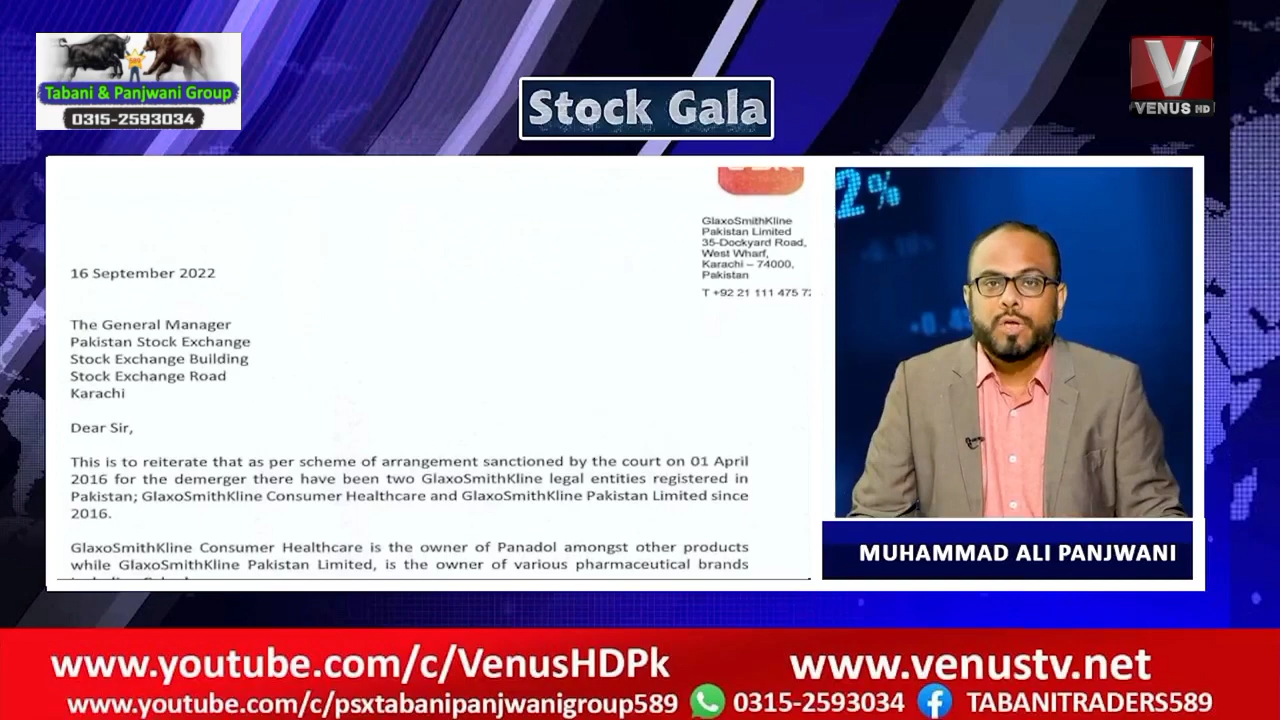 Tabani & Panjwani Group
0315-2593034
Stock Gala
V
VENUS HD
2%
GlaxoSmithKline
Pakistan Limited
35-Dockyard Road,
West Wharf,
Karachi – 74000,
Pakistan
T +92 21 111 475
16 September 2022
The General Manager
Pakistan Stock Exchange
Stock Exchange Building
Stock Exchange Road
Karachi
Dear Sir,
This is to reiterate that as per scheme of arrangement sanctioned by the court on 01 April
2016 for the demerger there have been two GlaxoSmithKline legal entities registered in
Pakistan; GlaxoSmithKline Consumer Healthcare and GlaxoSmithKline Pakistan Limited since
2016.
GlaxoSmithKline Consumer Healthcare is the owner of Panadol amongst other products
while GlaxoSmithKline Pakistan Limited, is the owner of various pharmaceutical brands
MUHAMMAD ALI PANJWANI
www.youtube.com/c/VenusHDPk
www.venustv.net
www.youtube.com/c/psxtabanipanjwanigroup589
0315-2593034
TABANITRADERS589